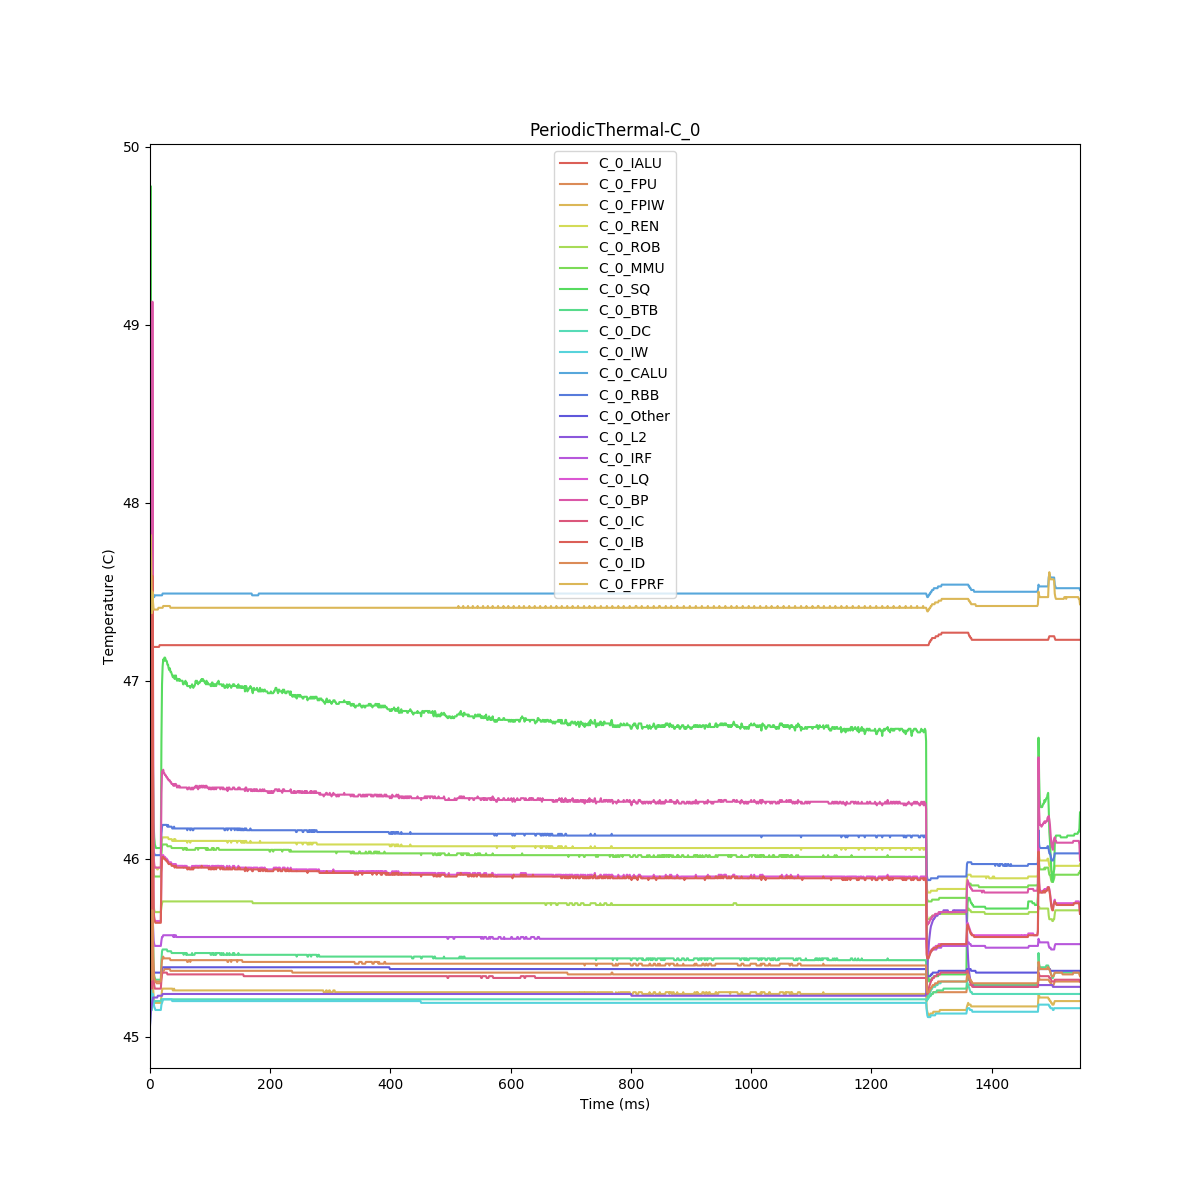 PeriodicThermal-C_0
50
49
48
47
46
45
Temperature (C)
C_0_IALU
C_0_FPU
C_0_FPIW
C_0_REN
C_0_ROB
C_0_MMU
C_0_SQ
C_0_BTB
C_0_DC
C_0_IW
C_0_CALU
C_0_RBB
C_0_Other
C_0_L2
C_0_IRF
C_0_LQ
C_0_BP
C_0_IC
C_0_IB
C_0_ID
C_0_FPRF
0 200 400 600 800 1000 1200 1400
Time (ms)